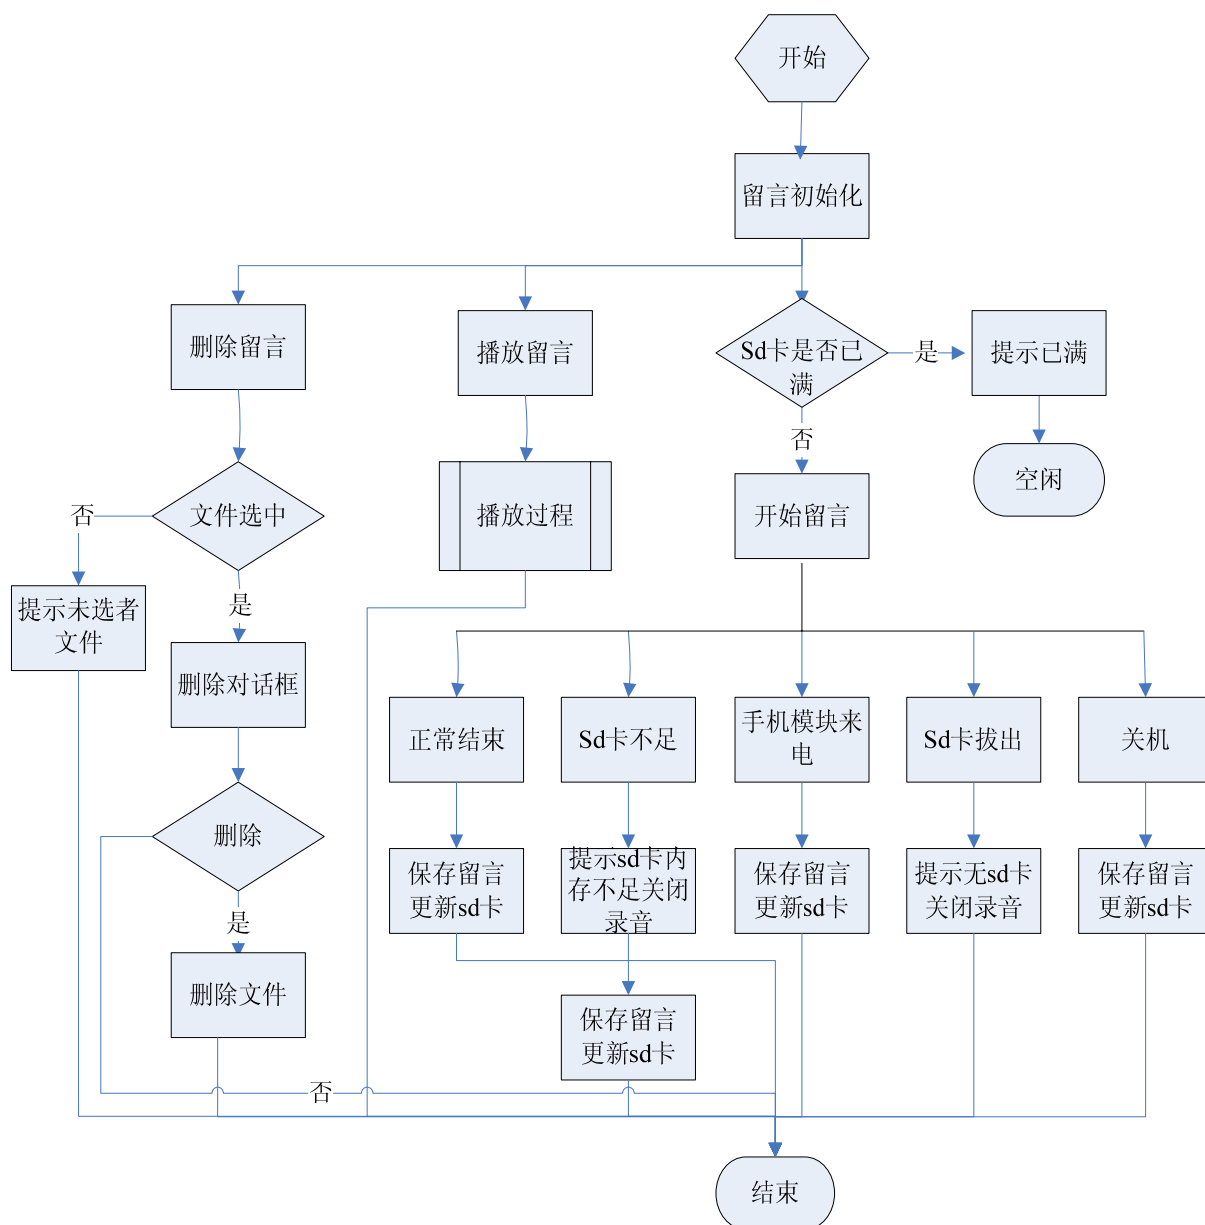 开始
留言初始化
删除留言
播放留言
Sd卡是否已
满
是
提示已满
否
空闲
文件选中
否
播放过程
开始留言
提示未选者
文件
是
删除对话框
正常结束
Sd卡不足
手机模块来
电
Sd卡拔出
关机
删除
保存留言
更新sd卡
提示sd卡内
存不足关闭
录音
保存留言
更新sd卡
提示无sd卡
关闭录音
保存留言
更新sd卡
是
删除文件
保存留言
更新sd卡
否
结束